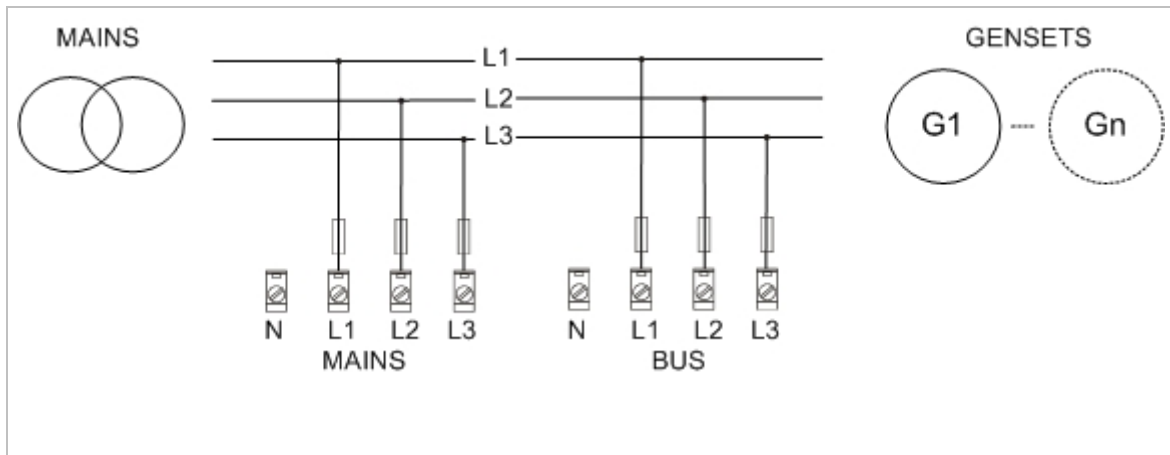 MAINS
GENSETS
L1
L2
L3
G1
Gn
N L1 L2 L3
N L1 L2 L3
MAINS
BUS